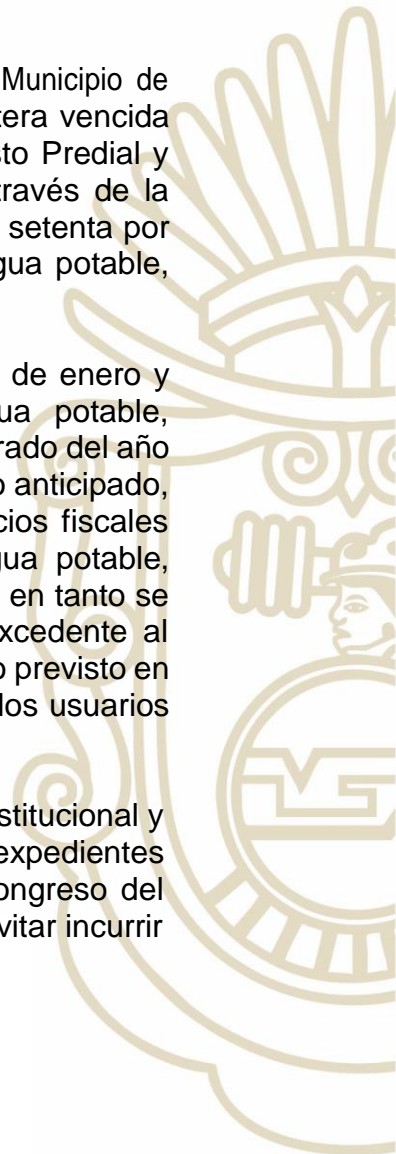 Municipio de
tera vencida
sto Predial y
través de la
setenta por
gua potable,
de enero y
ua potable,
rado del año
o anticipado,
cios fiscales
gua potable,
en tanto se
xcedente al
o previsto en
los usuarios
stitucional y
expedientes
ongreso del
vitar incurrir